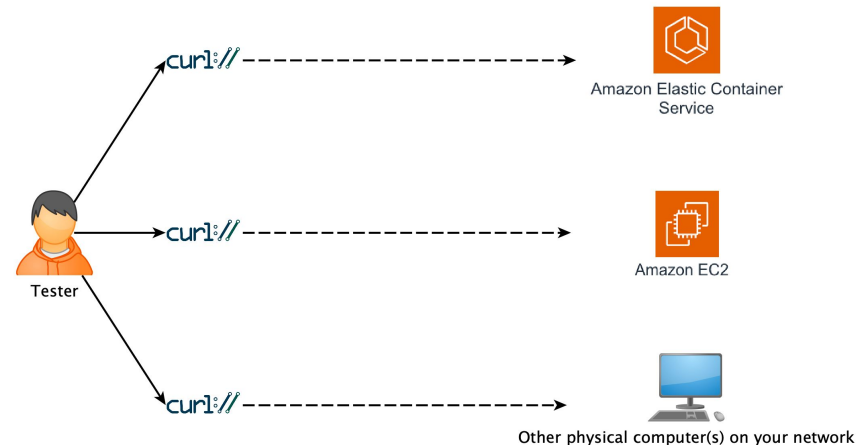 curl://
Amazon Elastic Container
Service
curl://
Amazon EC2
Tester
curl://
Other physical computer(s) on your network